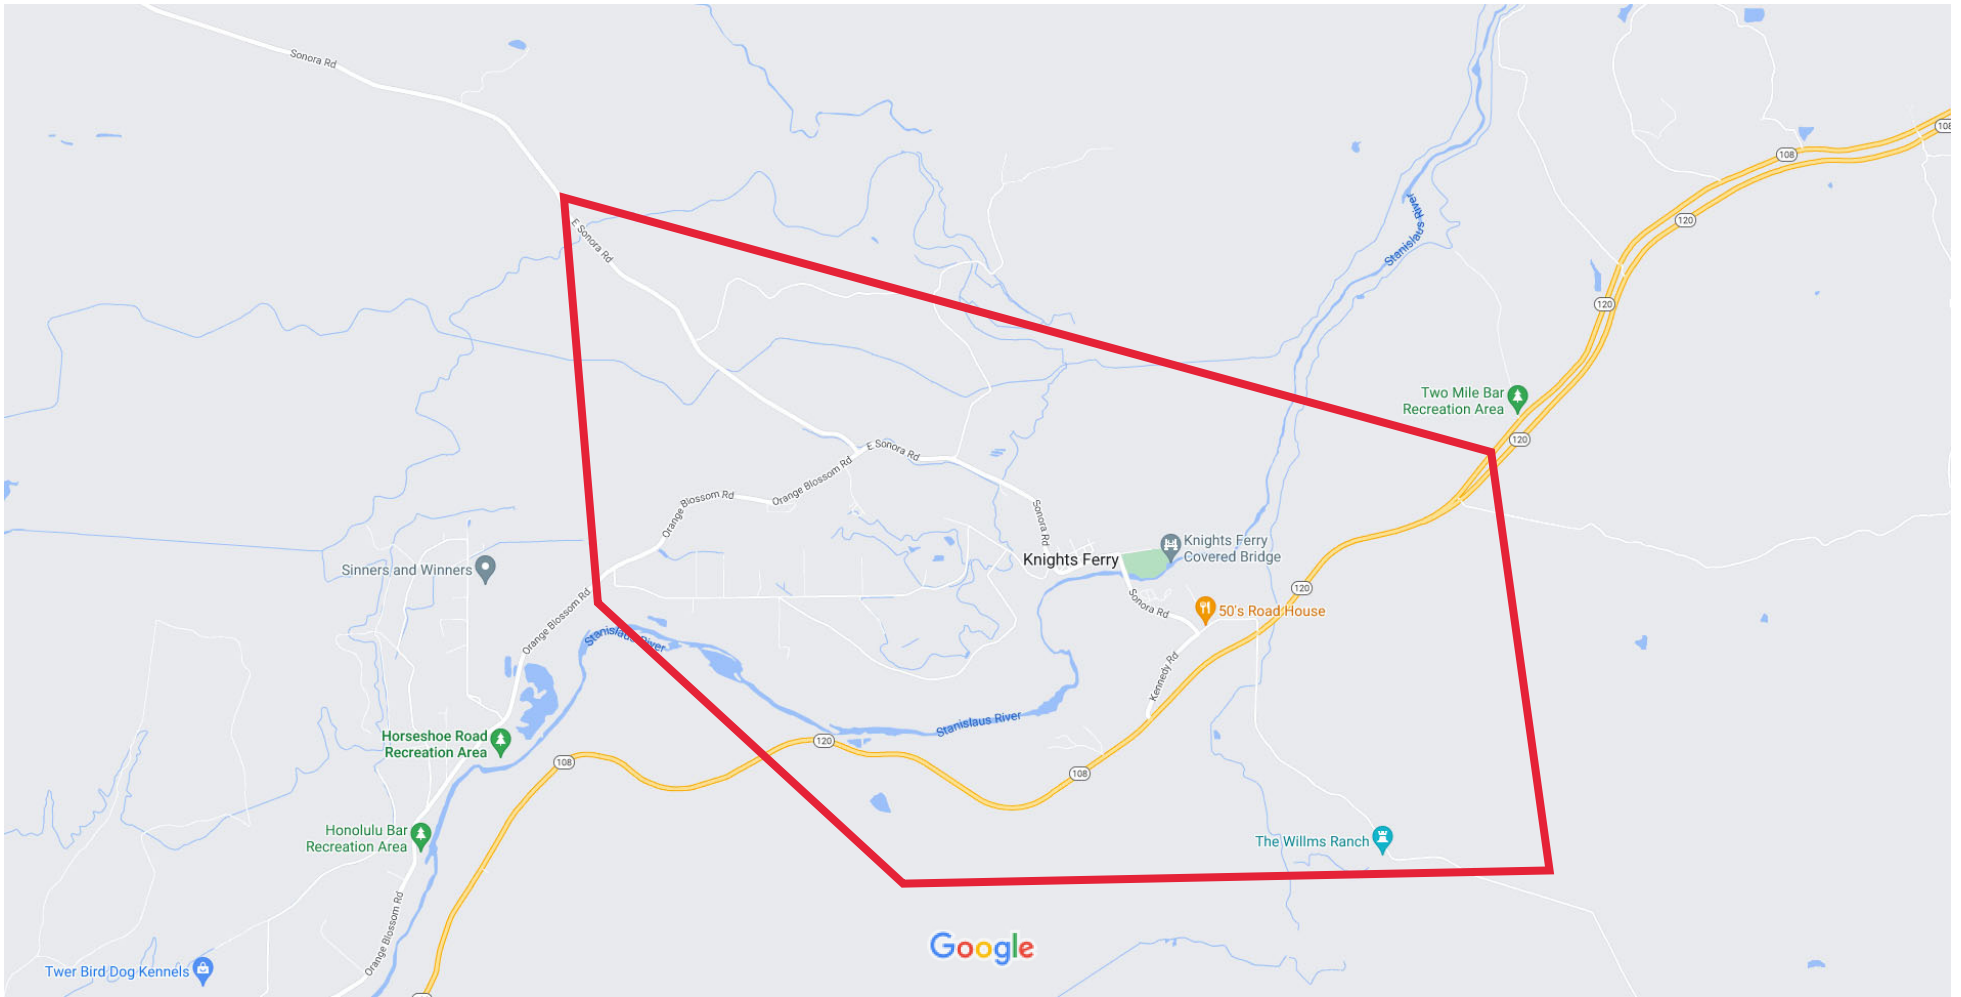 Sonora Rd
108
108
120
Stanislaus River
E Sonora Rd
120
Two Mile Bar
Recreation Area
120
E Sonora Rd
Orange Blossom Rd
Orange Blossom Rd
Sonora Rd
Knights Ferry
Covered Bridge
Knights Ferry
Sinners and Winners
120
Sonora Rd
50's Road House
Orange Blossom Rd
Stanislaus River
Kennedy Rd
Stanislaus River
Horseshoe Road
Recreation Area
120
108
108
Honolulu Bar
Recreation Area
The Willms Ranch
Orange Blossom Rd
Google
Twer Bird Dog Kennels